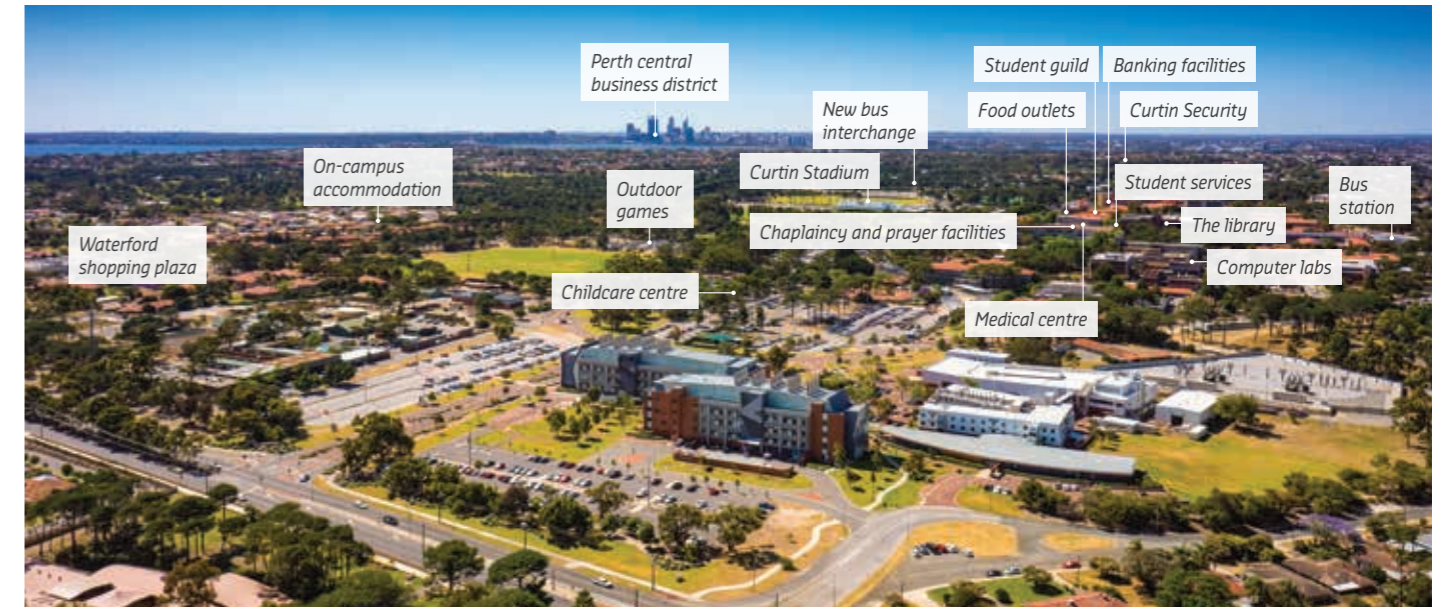 Perth central
business district
Student guild
Banking facilities
New bus
interchange
Food outlets
Curtin Security
On-campus
accommodation
Curtin Stadium
Outdoor
games
Student services
Bus
station
Waterford
shopping plaza
Chaplaincy and prayer facilities
The library
Computer labs
Childcare centre
Medical centre